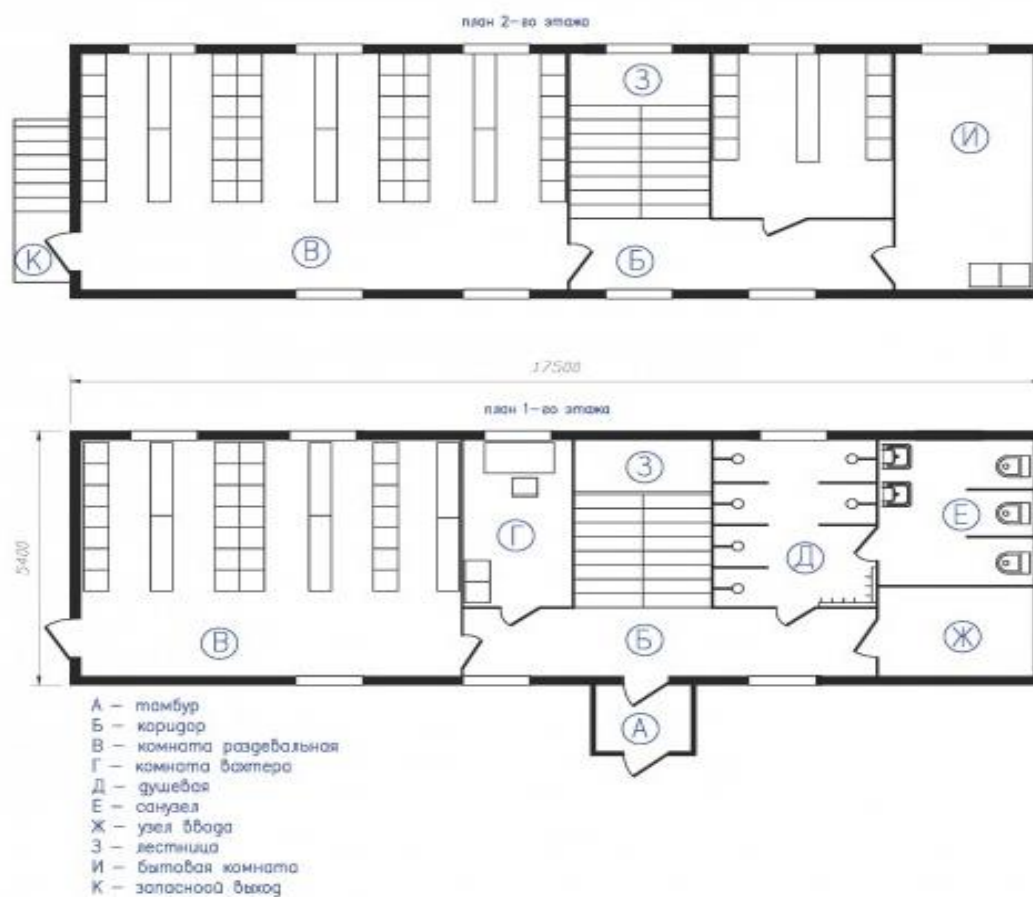 план 2-го этажа
З
И
В
Б
К
17500
план 1-го этажа
5400
З
Г
Е
Д
В
Б
Ж
А
А – тамбур
Б – коридор
В – комната раздевальная
Г – комната вахтера
Д – душевая
Е – санузел
Ж – узел ввода
З – лестница
И – бытовая комната
К – запасной выход